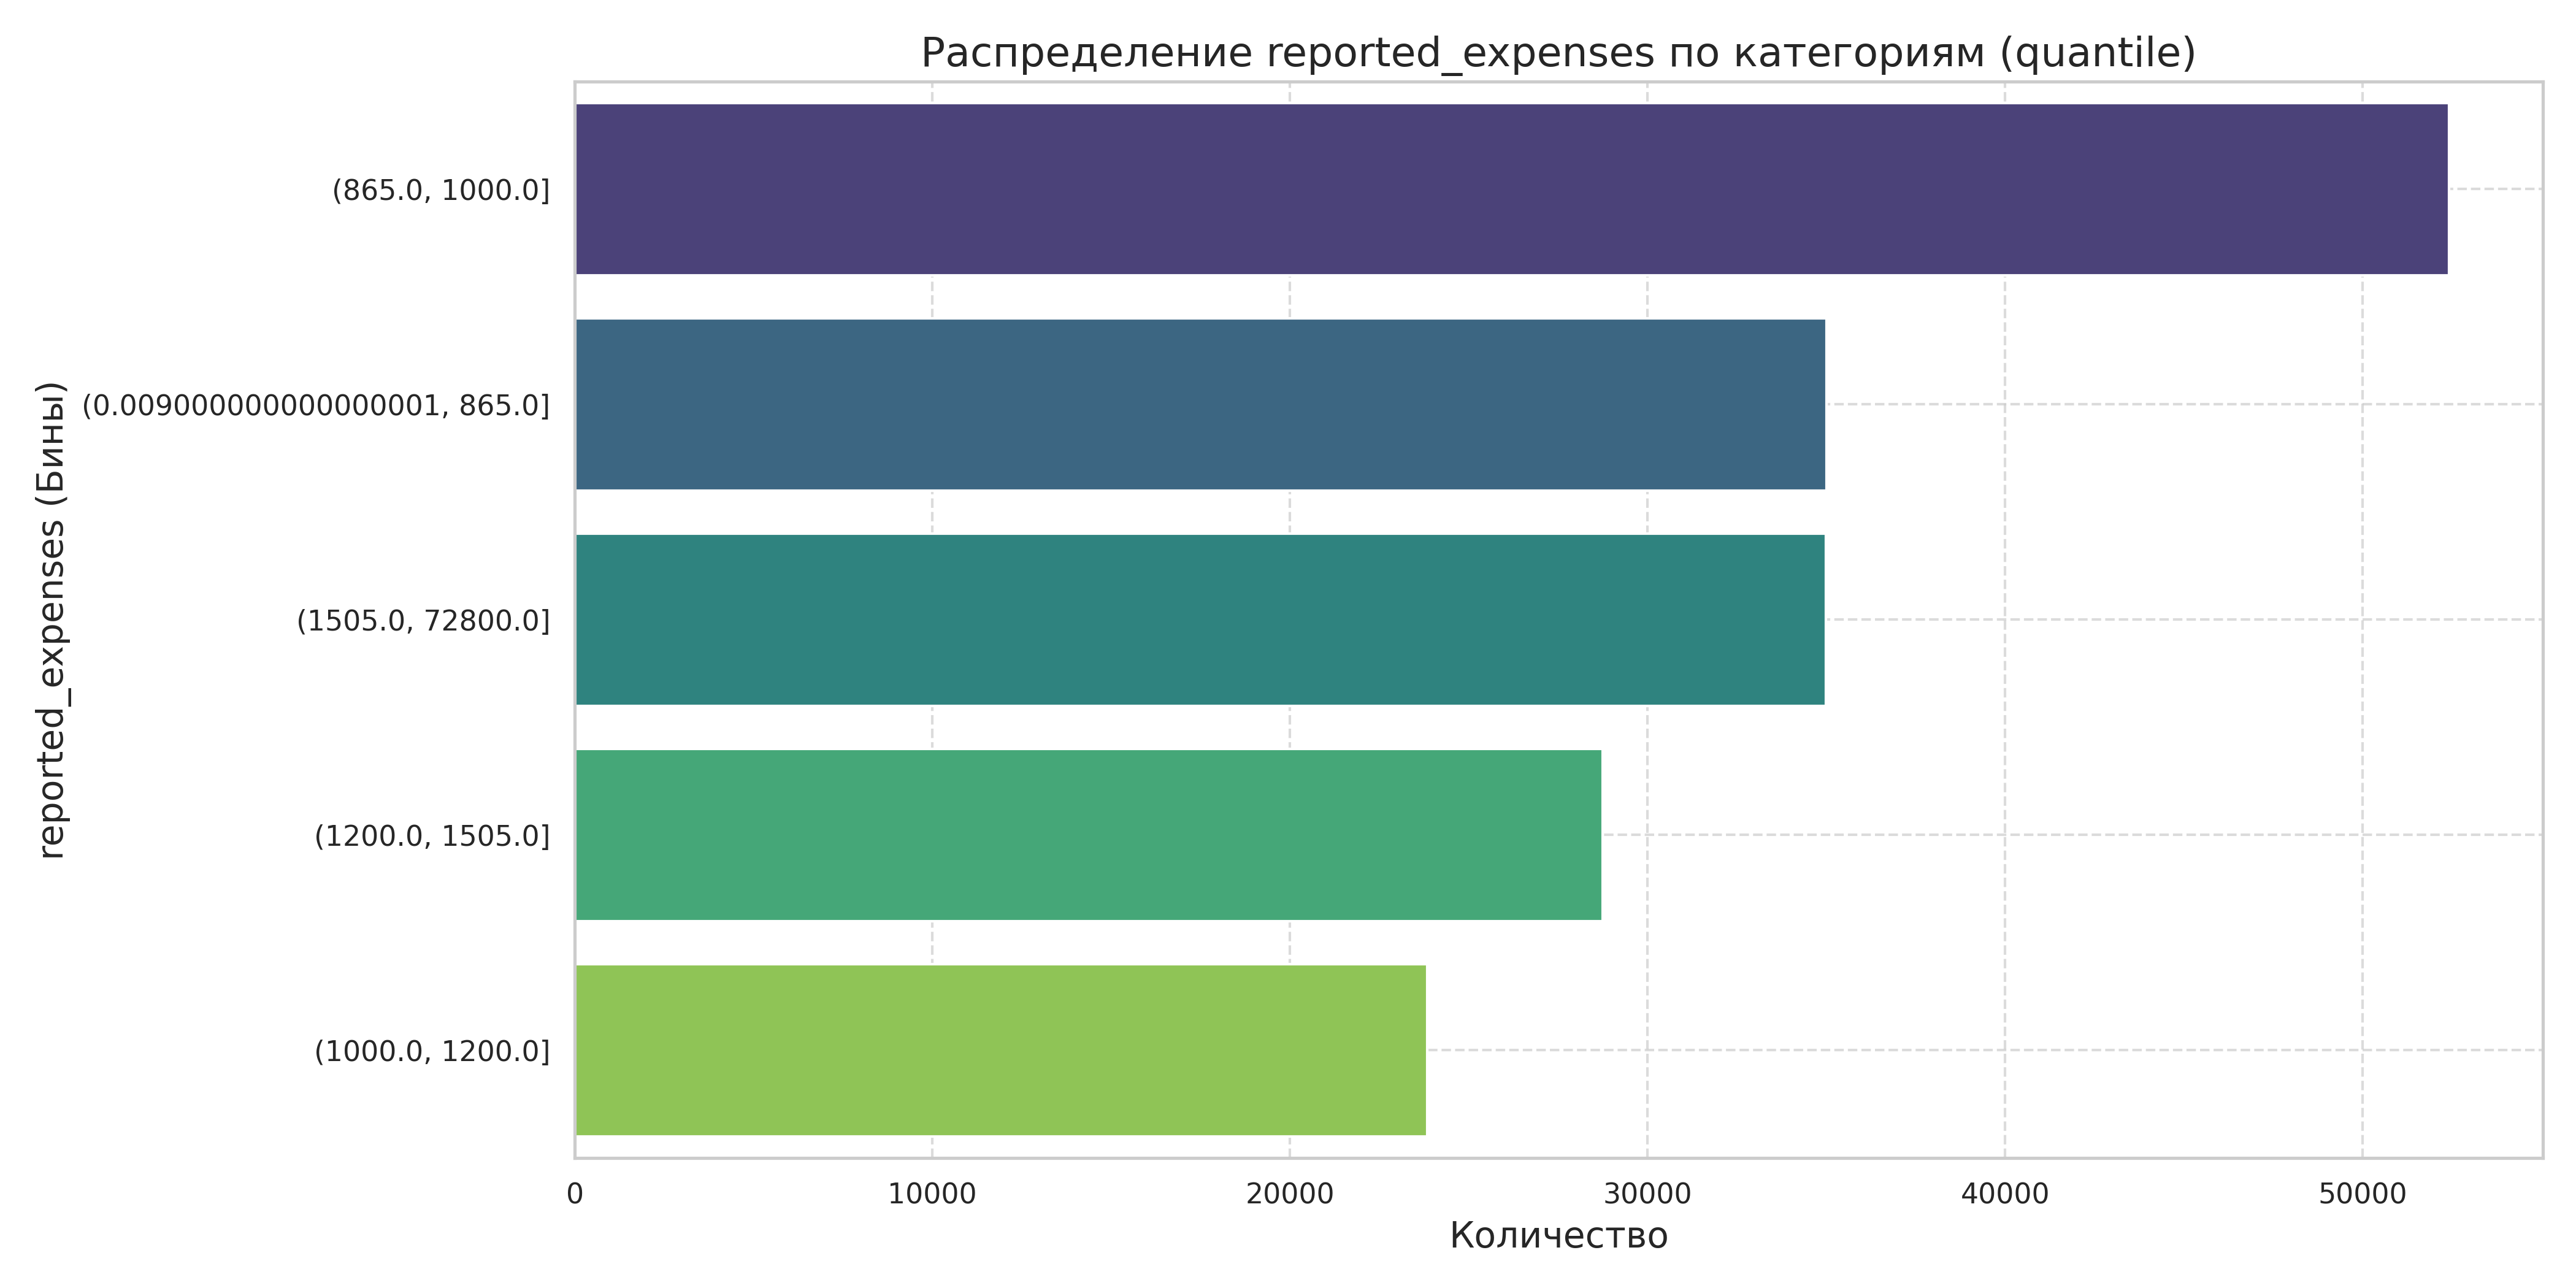 Распределение reported_expenses по категориям (quantile)
reported_expenses (Бины)
(865.0, 1000.0]
(0.009000000000000001, 865.0]
(1505.0, 72800.0]
(1200.0, 1505.0]
(1000.0, 1200.0]
0 10000 20000 30000 40000 50000
Количество